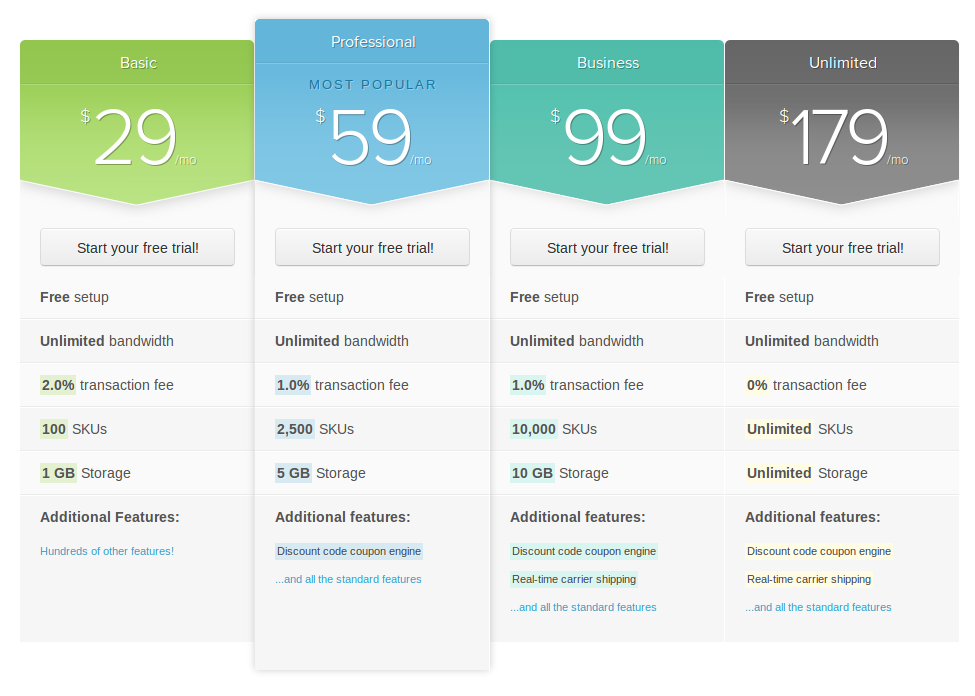 Basic
$29/mo
Start your free trial!
Free setup
Unlimited bandwidth
2.0% transaction fee
100 SKUs
1 GB Storage
Additional Features:
Hundreds of other features!
Professional
MOST POPULAR
$59/mo
Start your free trial!
Free setup
Unlimited bandwidth
1.0% transaction fee
2,500 SKUs
5 GB Storage
Additional features:
Discount code coupon engine
...and all the standard features
Business
$99/mo
Start your free trial!
Free setup
Unlimited bandwidth
1.0% transaction fee
10,000 SKUs
10 GB Storage
Additional features:
Discount code coupon engine
Real-time carrier shipping
...and all the standard features
Unlimited
$179/mo
Start your free trial!
Free setup
Unlimited bandwidth
0% transaction fee
Unlimited SKUs
Unlimited Storage
Additional features:
Discount code coupon engine
Real-time carrier shipping
...and all the standard features